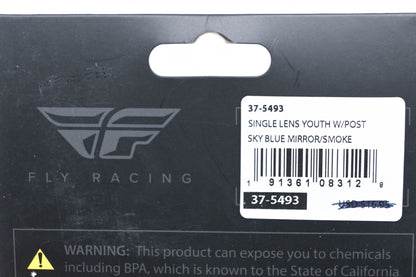 37-5493
SINGLE LENS YOUTH W/POST
SKY BLUE MIRROR/SMOKE
1 91361 08312 9
37-5493
FLY RACING
WARNING: This product can expose you to chemicals
including BPA, which is known to the State of California